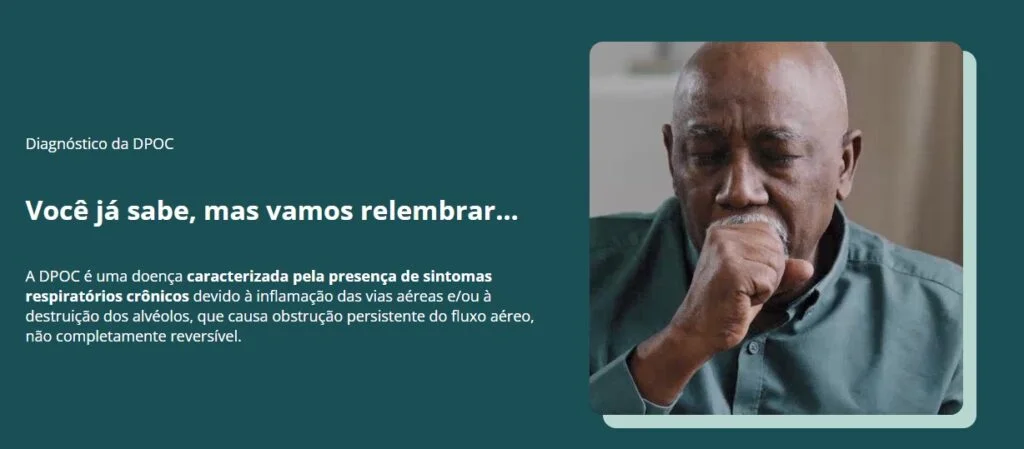 Diagnóstico da DPOC
Você já sabe, mas vamos relembrar...
A DPOC é uma doença caracterizada pela presença de sintomas
respiratórios crônicos devido à inflamação das vias aéreas e/ou à
destruição dos alvéolos, que causa obstrução persistente do fluxo aéreo,
não completamente reversível.